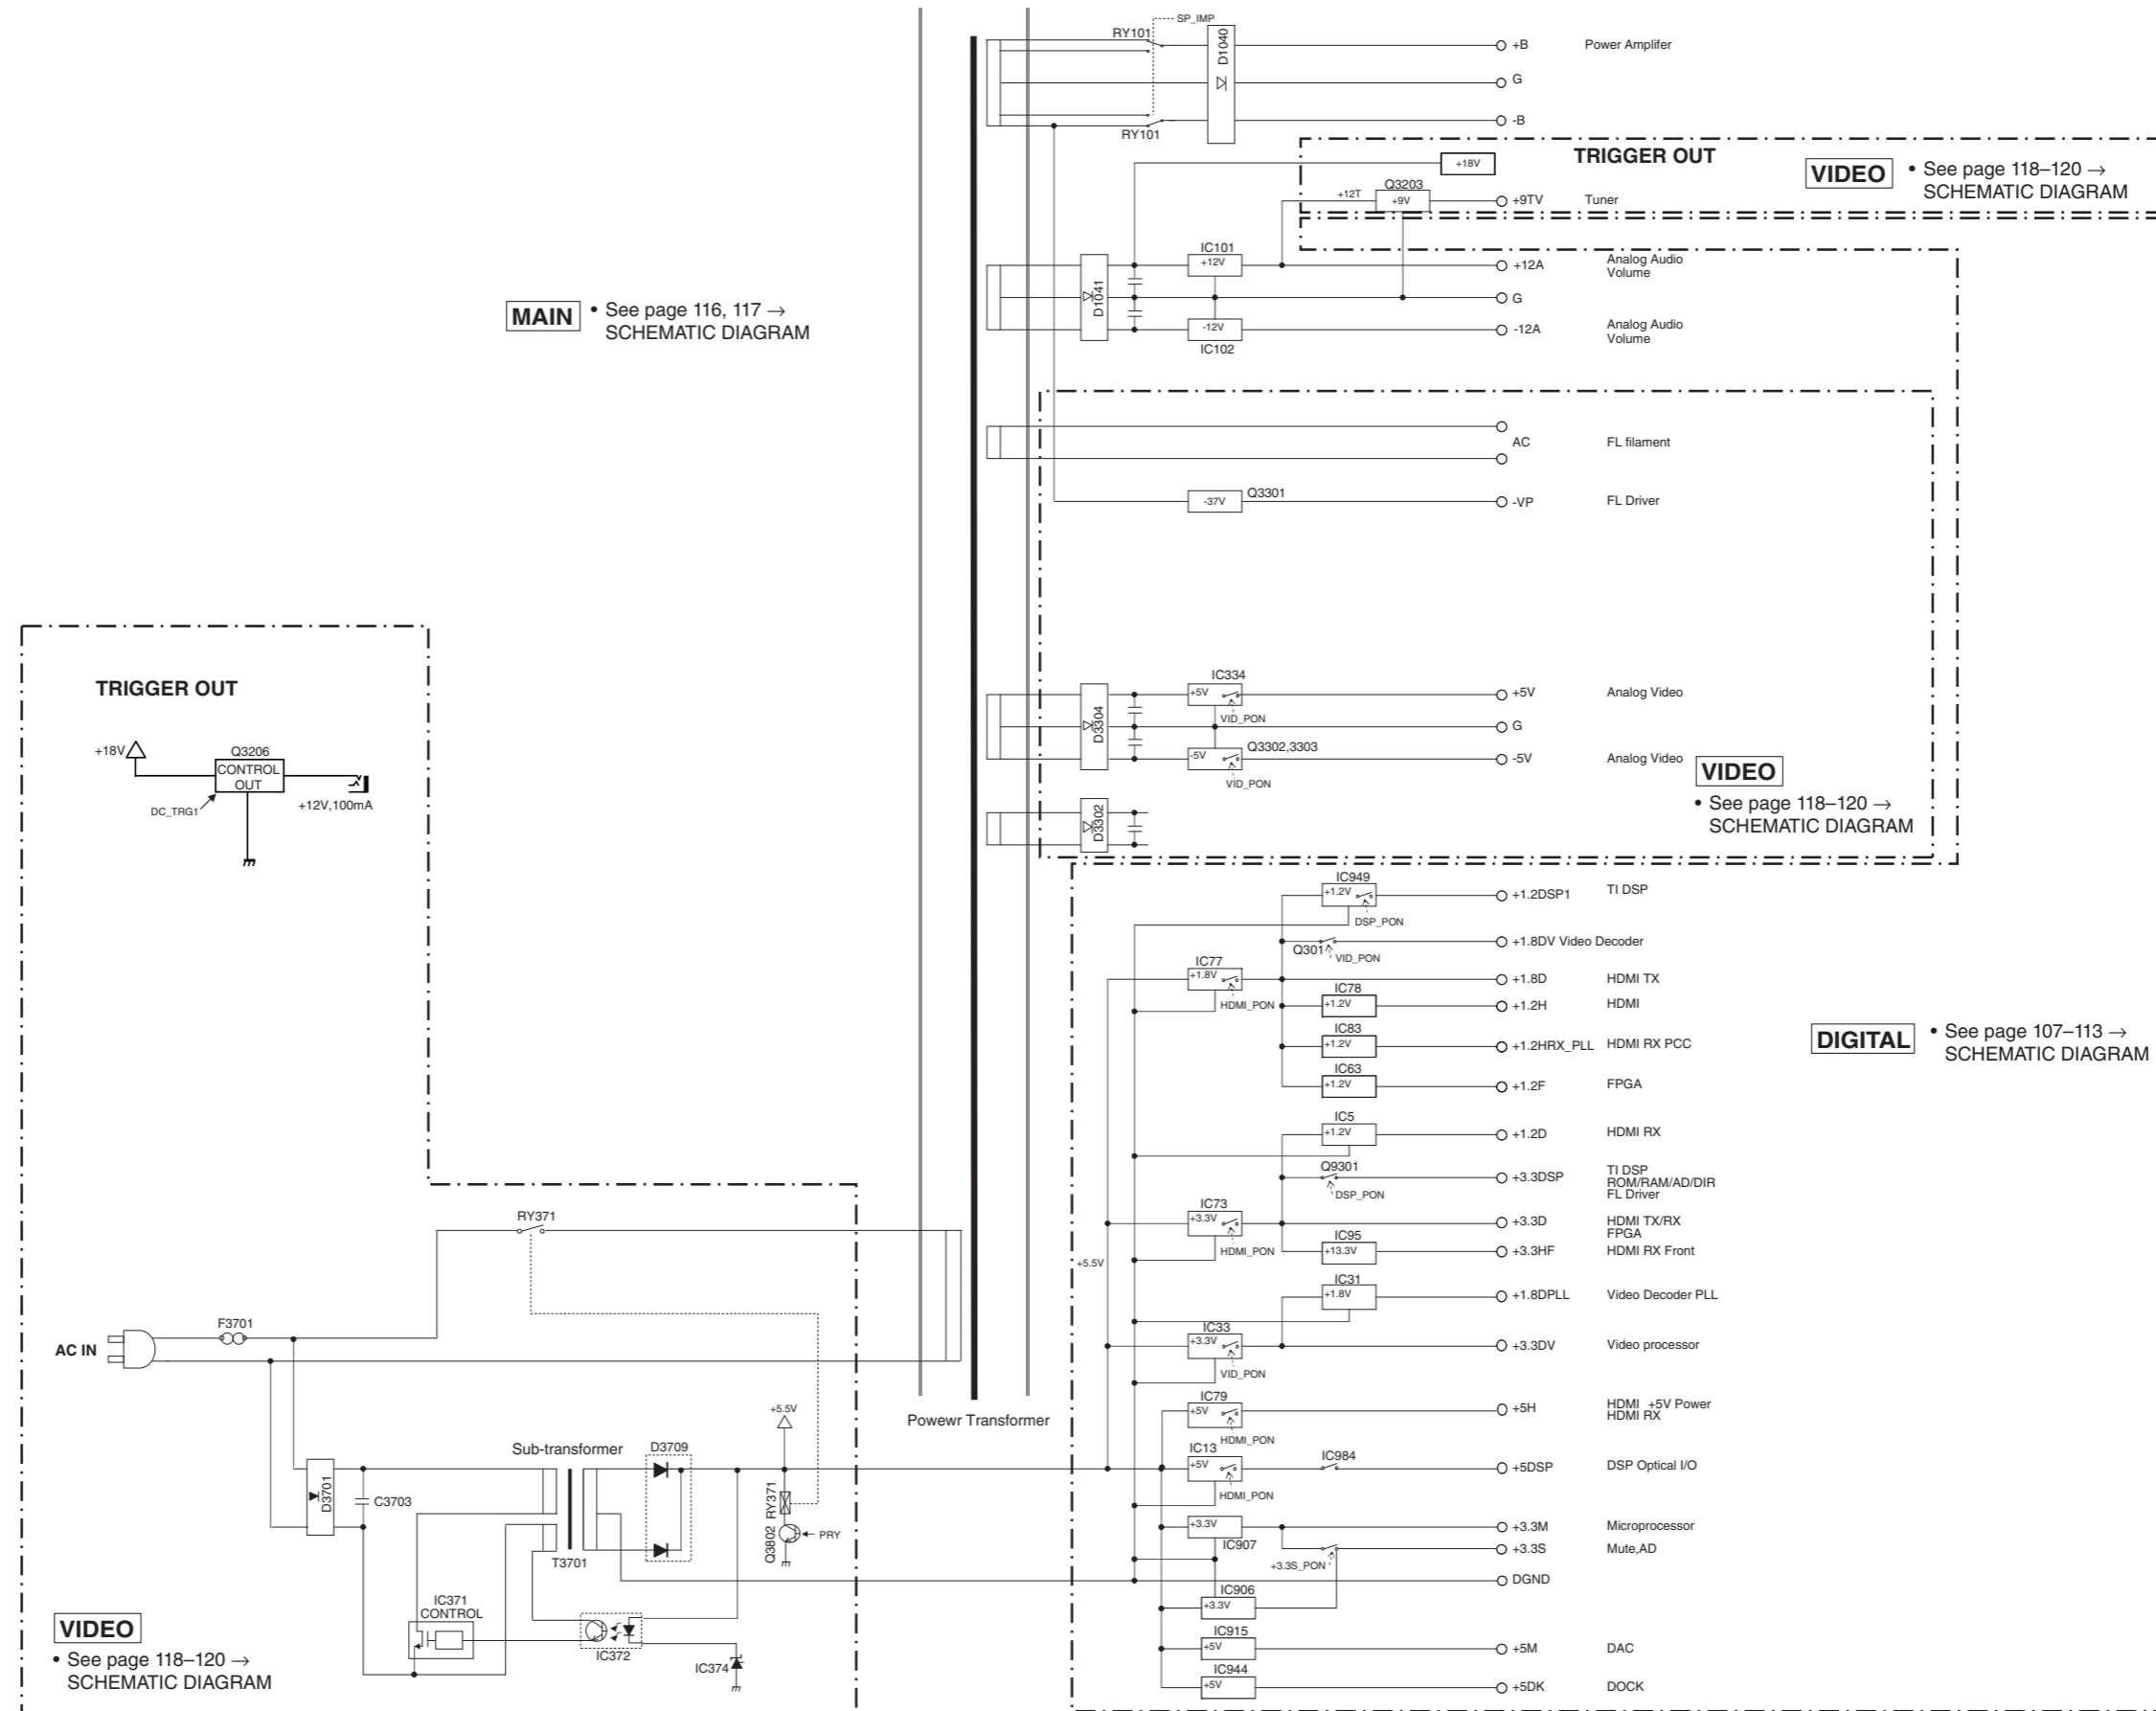 SP_IMP
RY101
D1040
+B Power Amplifer
G
RY101
-B
+18V
TRIGGER OUT
VIDEO • See page 118–120 →
SCHEMATIC DIAGRAM
Q3203
+12T
+9V
+9TV Tuner
IC101
+12V
+12A Analog Audio
Volume
D1041
G
-12V
-12A Analog Audio
Volume
IC102
MAIN • See page 116, 117 →
SCHEMATIC DIAGRAM
AC FL filament
-37V
Q3301
-VP FL Driver
TRIGGER OUT
+18V
Q3206
CONTROL
OUT
DC_TRG1
+12V,100mA
IC334
+5V
VID_PON
+5V Analog Video
D3304
G
-5V
Q3302,3303
VID_PON
-5V Analog Video
VIDEO
• See page 118–120 →
SCHEMATIC DIAGRAM
D3302
IC949
+1.2V
DSP_PON
+1.2DSP1 TI DSP
Q301
VID_PON
+1.8DV Video Decoder
IC77
+1.8V
HDMI_PON
+1.8D HDMI TX
IC78
+1.2V
+1.2H HDMI
IC83
+1.2V
+1.2HRX_PLL HDMI RX PCC
IC63
+1.2V
+1.2F FPGA
DIGITAL • See page 107–113 →
SCHEMATIC DIAGRAM
IC5
+1.2V
+1.2D HDMI RX
Q9301
DSP_PON
+3.3DSP TI DSP
ROM/RAM/AD/DIR
FL Driver
IC73
+3.3V
HDMI_PON
+3.3D HDMI TX/RX
FPGA
IC95
+13.3V
+3.3HF HDMI RX Front
+5.5V
IC31
+1.8V
+1.8DPLL Video Decoder PLL
IC33
+3.3V
VID_PON
+3.3DV Video processor
IC79
+5V
HDMI_PON
+5H HDMI +5V Power
HDMI RX
IC13
+5V
HDMI_PON
IC984
+5DSP DSP Optical I/O
+3.3V
IC907
+3.3M Microprocessor
+3.3S_PON
+3.3S Mute,AD
DGND
IC906
+3.3V
IC915
+5V
+5M DAC
IC944
+5V
+5DK DOCK
RY371
F3701
AC IN
Powewr Transformer
+5.5V
Sub-transformer
D3709
D3701
C3703
T3701
RY371
Q3802
PRY
IC371
CONTROL
IC372
IC374
VIDEO
• See page 118–120 →
SCHEMATIC DIAGRAM